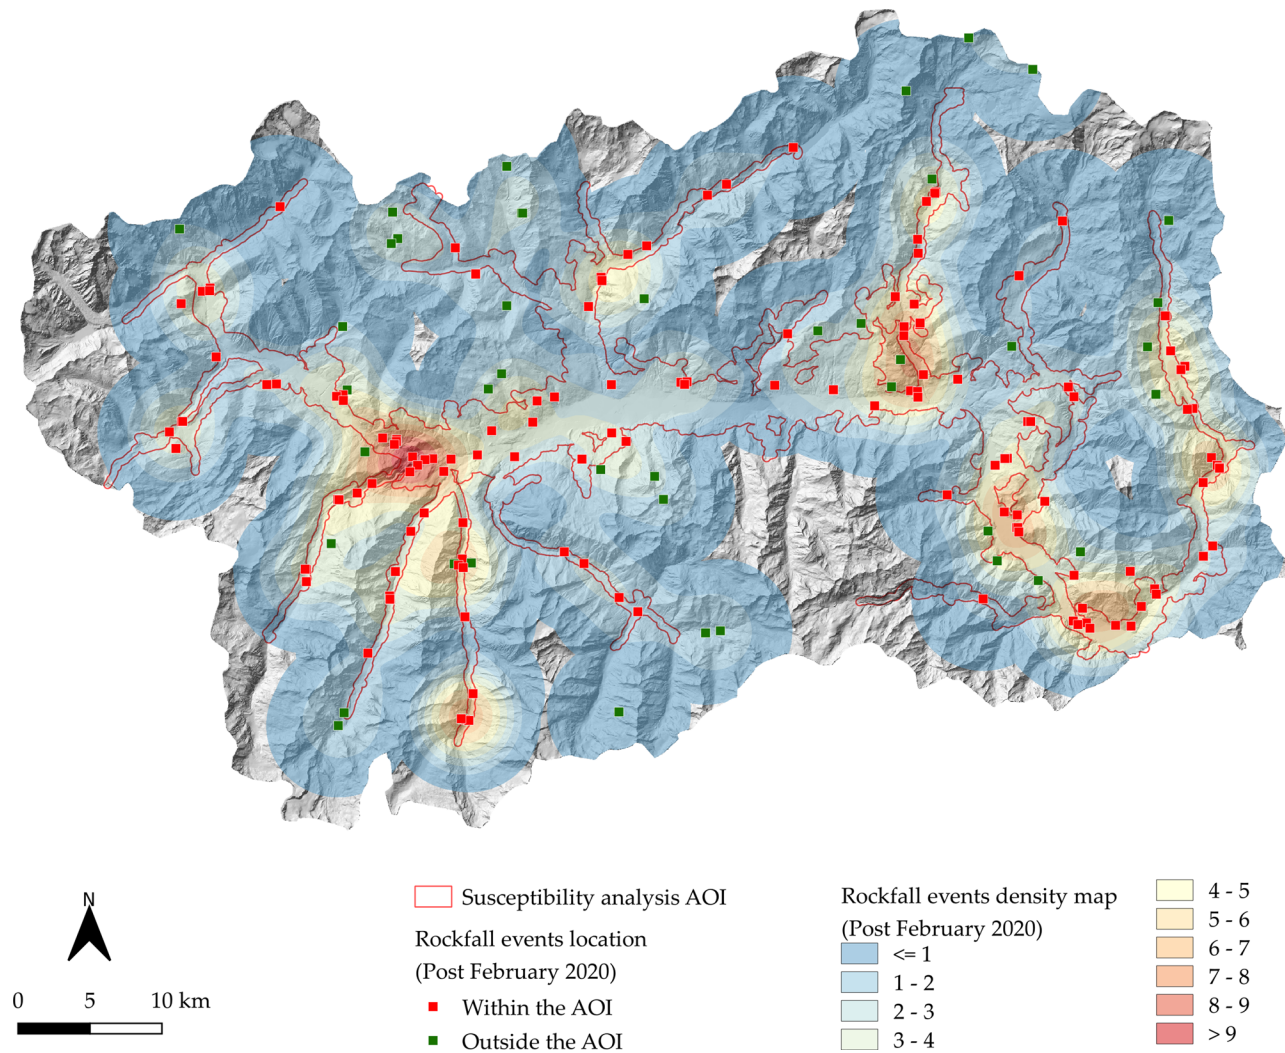 N
0 5 10 km
Susceptibility analysis AOI
Rockfall events location
(Post February 2020)
Within the AOI
Outside the AOI
Rockfall events density map
(Post February 2020)
<= 1
1 - 2
2 - 3
3 - 4
4 - 5
5 - 6
6 - 7
7 - 8
8 - 9
> 9